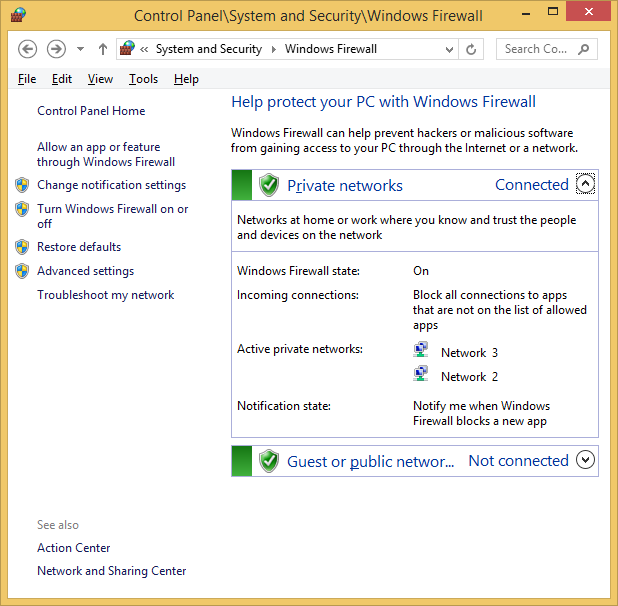 Control Panel\System and Security\Windows Firewall
« System and Security Windows Firewall
Search Co...
File Edit View Tools Help
Control Panel Home
Allow an app or feature
through Windows Firewall
Change notification settings
Turn Windows Firewall on or
off
Restore defaults
Advanced settings
Troubleshoot my network
Help protect your PC with Windows Firewall
Windows Firewall can help prevent hackers or malicious software
from gaining access to your PC through the Internet or a network.
Private networks Connected
Networks at home or work where you know and trust the people
and devices on the network
Windows Firewall state: On
Incoming connections: Block all connections to apps
that are not on the list of allowed
apps
Active private networks: Network 3
Network 2
Notification state: Notify me when Windows
Firewall blocks a new app
Guest or public networ... Not connected
See also
Action Center
Network and Sharing Center